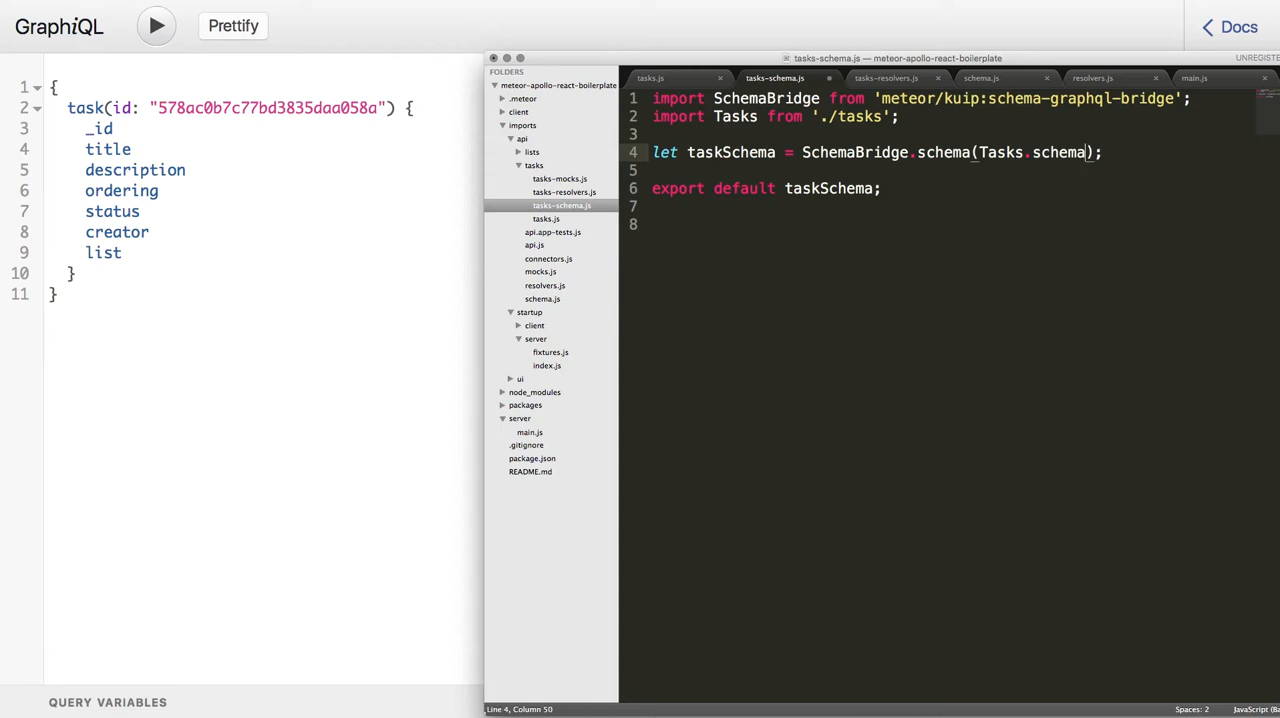 GraphiQL
Prettify
Docs
1 {
2 task(id: "578ac0b7c77bd3835daa058a") {
3 _id
4 title
5 description
6 ordering
7 status
8 creator
9 list
10 }
11 }
QUERY VARIABLES
tasks-schema.js — meteor-apollo-react-boilerplate
UNREGISTE
FOLDERS
meteor-apollo-react-boilerplate
.meteor
client
imports
api
lists
tasks
tasks-mocks.js
tasks-resolvers.js
tasks-schema.js
tasks.js
api.app-tests.js
api.js
connectors.js
mocks.js
resolvers.js
schema.js
startup
client
server
fixtures.js
index.js
ui
node_modules
packages
server
main.js
.gitignore
package.json
README.md
tasks.js
tasks-schema.js
tasks-resolvers.js
schema.js
resolvers.js
main.js
1 import SchemaBridge from 'meteor/kuip:schema-graphql-bridge';
2 import Tasks from './tasks';
3
4 let taskSchema = SchemaBridge.schema(Tasks.schema);
5
6 export default taskSchema;
7
8
Line 4, Column 50
Spaces: 2
JavaScript (B